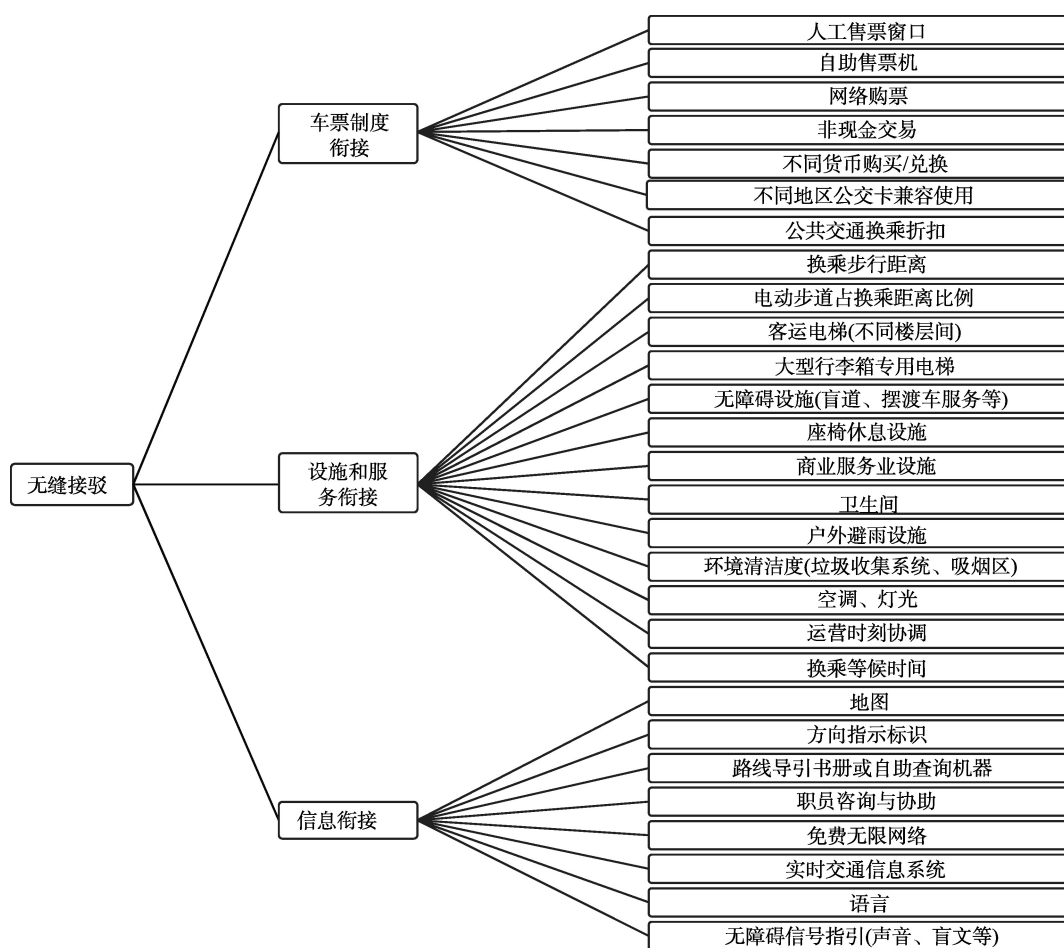 无缝接驳
车票制度
衔接
人工售票窗口
自助售票机
网络购票
非现金交易
不同货币购买/兑换
不同地区公交卡兼容使用
公共交通换乘折扣
设施和服
务衔接
换乘步行距离
电动步道占换乘距离比例
客运电梯(不同楼层间)
大型行李箱专用电梯
无障碍设施(盲道、摆渡车服务等)
座椅休息设施
商业服务业设施
卫生间
户外避雨设施
环境清洁度(垃圾收集系统、吸烟区)
空调、灯光
运营时刻协调
换乘等候时间
信息衔接
地图
方向指示标识
路线导引书册或自助查询机器
职员咨询与协助
免费无限网络
实时交通信息系统
语言
无障碍信号指引(声音、盲文等)